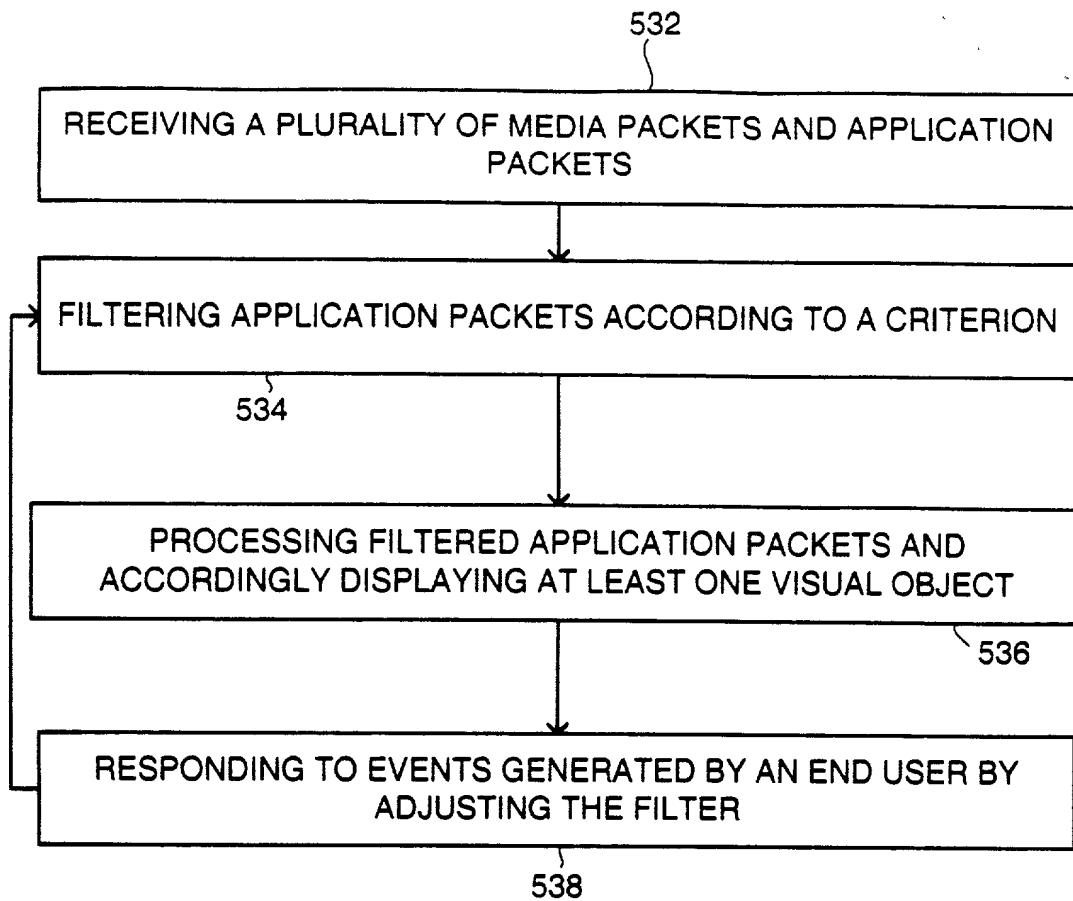 532
RECEIVING A PLURALITY OF MEDIA PACKETS AND APPLICATION
PACKETS
FILTERING APPLICATION PACKETS ACCORDING TO A CRITERION
534
PROCESSING FILTERED APPLICATION PACKETS AND
ACCORDINGLY DISPLAYING AT LEAST ONE VISUAL OBJECT
536
RESPONDING TO EVENTS GENERATED BY AN END USER BY
ADJUSTING THE FILTER
538